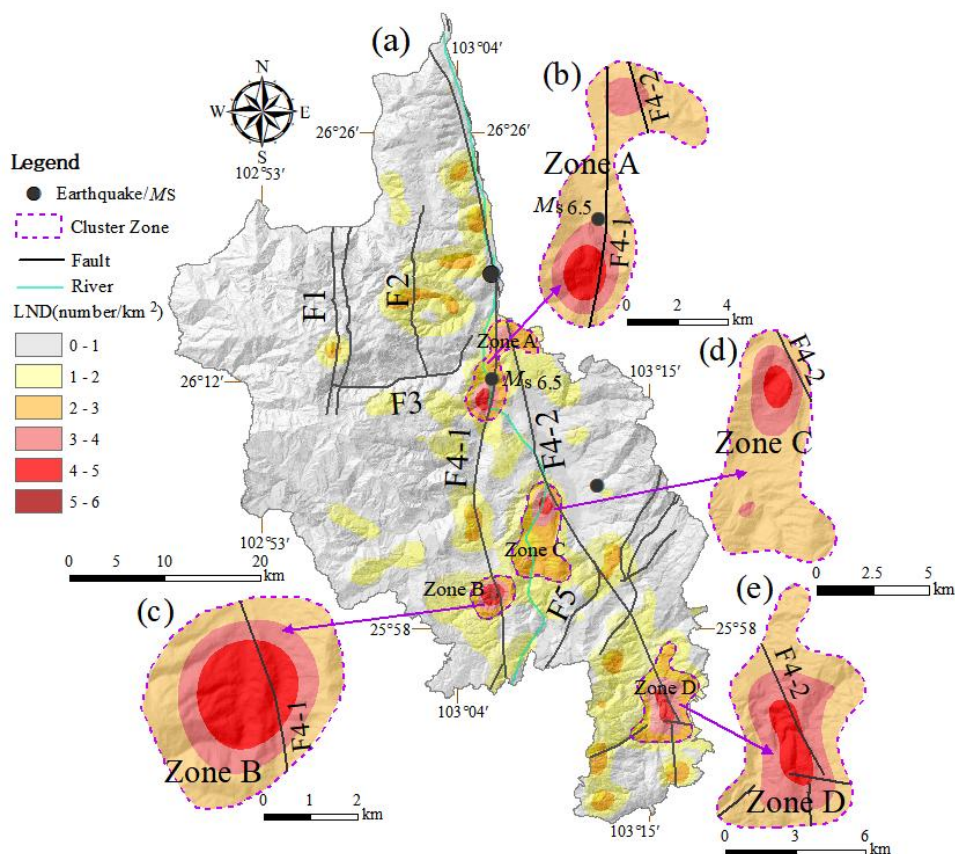 (a)
103°04′
(b)
N
W
E
S
26°26′
26°26′
F4-2
Legend
102°53′
Zone A
Earthquake/MS
Cluster Zone
Fault
River
LND(number/km²)
0 - 1
1 - 2
2 - 3
3 - 4
4 - 5
5 - 6
Ms 6.5
F4-1
0 2 4
km
F1
F2
Zone A
26°12′
Ms 6.5
F3
103°15′
(d)
F4-2
Zone C
F4-1
F4-2
102°53′
0 10 20
km
Zone C
0 2.5 5
km
Zone B
F5
(c)
25°58′
25°58′
(e)
F4-1
Zone B
0 1 2
km
103°04′
Zone D
F4-2
Zone D
103°15′
0 3 6
km